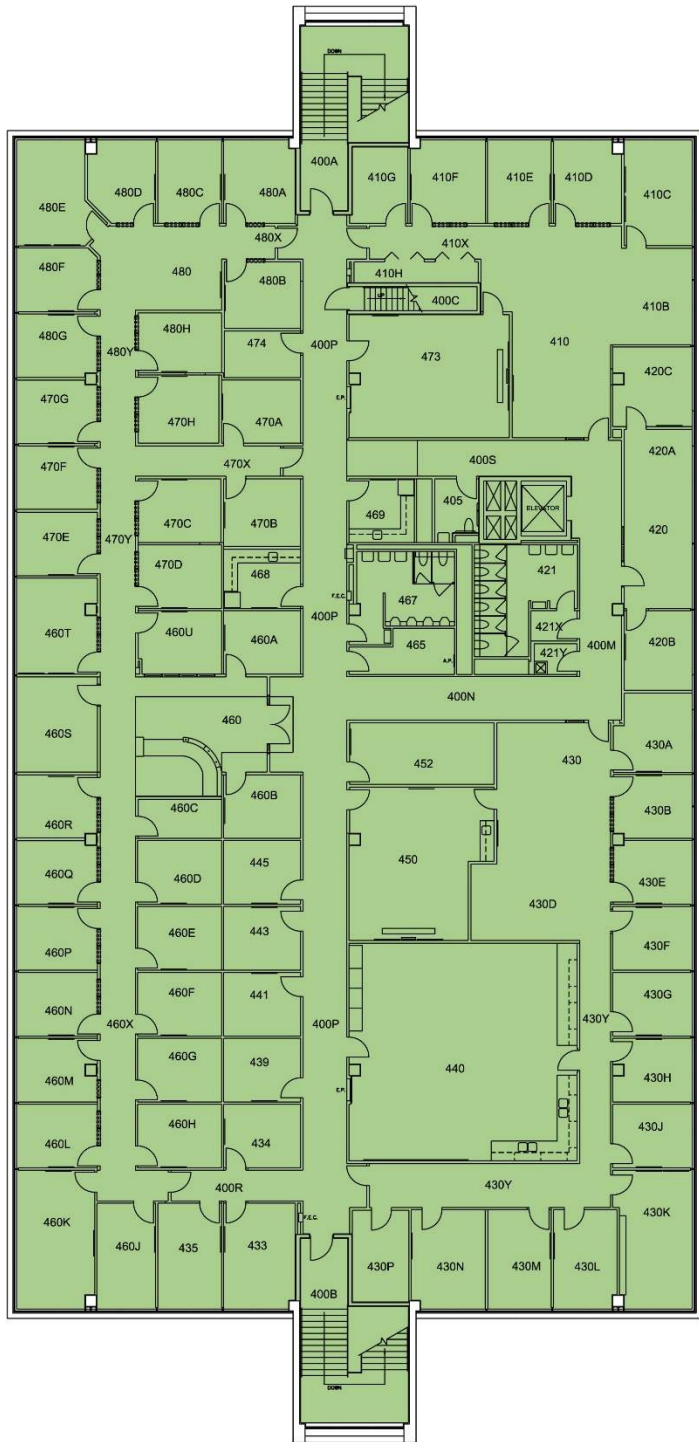 DOWN
400A
480D 480C 480A 410G 410F 410E 410D 410C
480E
480X 410X
480F 480 480B 410H
UP 400C 410B
480G 480Y 480H 474 400P 473 410
420C
470G 470H 470A E.P.
470F 470X 400S 420A
470E 470Y 470C 470B 469 405 ELEVATOR 420
470D 468 F.E.C. 467 421
460T 460U 460A 400P 465 A.P. 421X 400M 420B
421Y
460S 460 400N
452 430 430A
460R 460C 460B 430B
460Q 460D 445 450 430E
460P 460E 443 430D 430F
460N 460F 441 430G
460X 400P 430Y
460M 460G 439 E.P. 440 430H
460L 460H 434 430J
400R 430Y
460K 460J 435 433 F.E.C. 430P 430N 430M 430L 430K
400B
DOWN